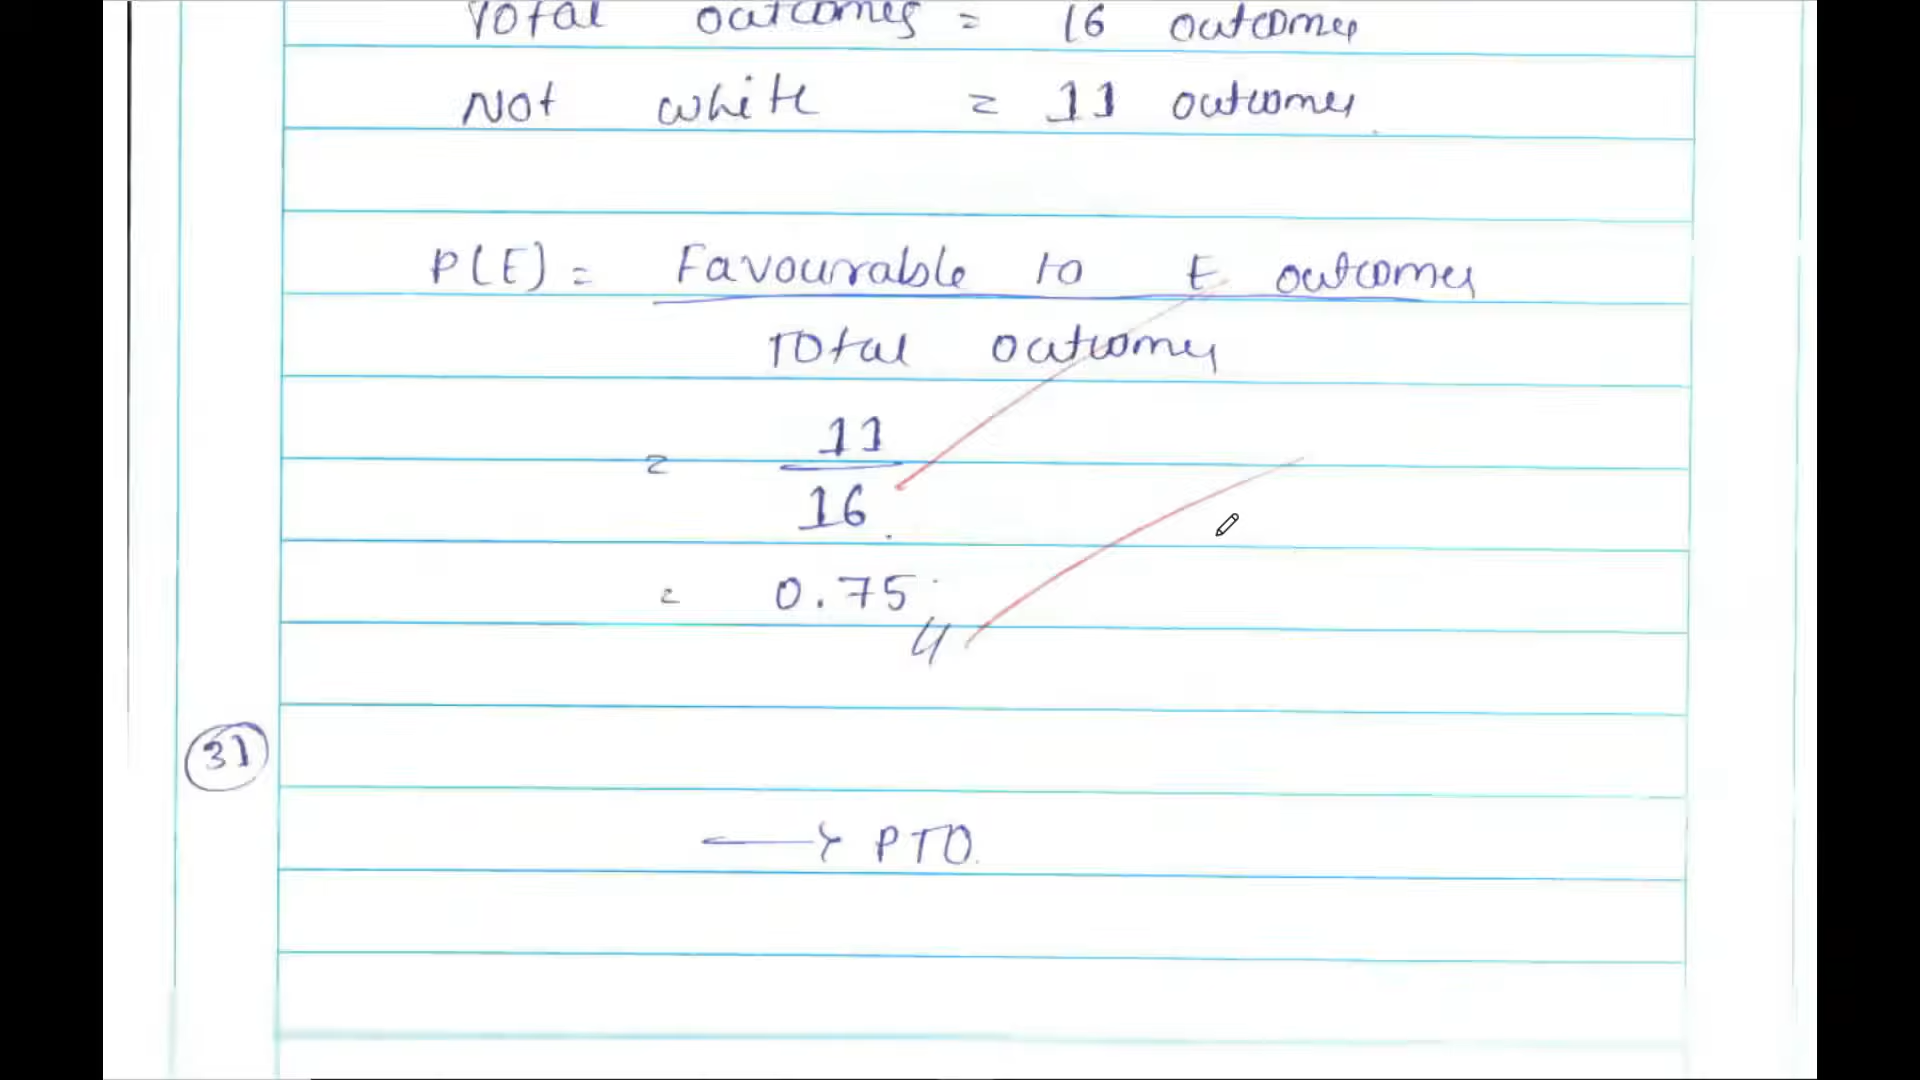 Total outcomes = 16 outcomes
Not white = 11 outcomes
P(E) = Favourable to E outcomes
Total outcomes
= 11
16
= 0.75
31
→ PTO.